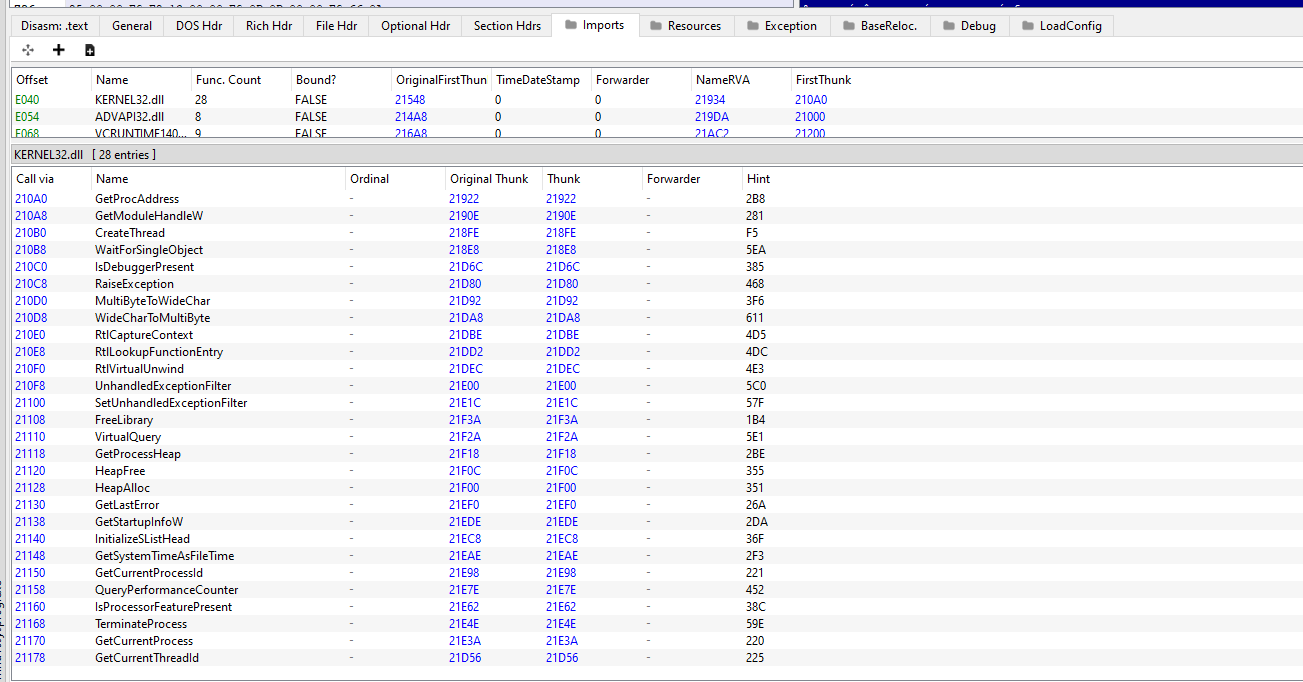 Disasm: .text General DOS Hdr Rich Hdr File Hdr Optional Hdr Section Hdrs Imports Resources Exception BaseReloc. Debug LoadConfig
Offset Name Func. Count Bound? OriginalFirstThun TimeDateStamp Forwarder NameRVA FirstThunk
E040 KERNEL32.dll 28 FALSE 21548 0 0 21934 210A0
E054 ADVAPI32.dll 8 FALSE 214A8 0 0 219DA 21000
E068 VCRUNTIME140... 9 FALSE 216A8 0 0 21AC2 21200
KERNEL32.dll [ 28 entries ]
Call via Name Ordinal Original Thunk Thunk Forwarder Hint
210A0 GetProcAddress - 21922 21922 - 2B8
210A8 GetModuleHandleW - 2190E 2190E - 281
210B0 CreateThread - 218FE 218FE - F5
210B8 WaitForSingleObject - 218E8 218E8 - 5EA
210C0 IsDebuggerPresent - 21D6C 21D6C - 385
210C8 RaiseException - 21D80 21D80 - 468
210D0 MultiByteToWideChar - 21D92 21D92 - 3F6
210D8 WideCharToMultiByte - 21DA8 21DA8 - 611
210E0 RtlCaptureContext - 21DBE 21DBE - 4D5
210E8 RtlLookupFunctionEntry - 21DD2 21DD2 - 4DC
210F0 RtlVirtualUnwind - 21DEC 21DEC - 4E3
210F8 UnhandledExceptionFilter - 21E00 21E00 - 5C0
21100 SetUnhandledExceptionFilter - 21E1C 21E1C - 57F
21108 FreeLibrary - 21F3A 21F3A - 1B4
21110 VirtualQuery - 21F2A 21F2A - 5E1
21118 GetProcessHeap - 21F18 21F18 - 2BE
21120 HeapFree - 21F0C 21F0C - 355
21128 HeapAlloc - 21F00 21F00 - 351
21130 GetLastError - 21EF0 21EF0 - 26A
21138 GetStartupInfoW - 21EDE 21EDE - 2DA
21140 InitializeSListHead - 21EC8 21EC8 - 36F
21148 GetSystemTimeAsFileTime - 21EAE 21EAE - 2F3
21150 GetCurrentProcessId - 21E98 21E98 - 221
21158 QueryPerformanceCounter - 21E7E 21E7E - 452
21160 IsProcessorFeaturePresent - 21E62 21E62 - 38C
21168 TerminateProcess - 21E4E 21E4E - 59E
21170 GetCurrentProcess - 21E3A 21E3A - 220
21178 GetCurrentThreadId - 21D56 21D56 - 225